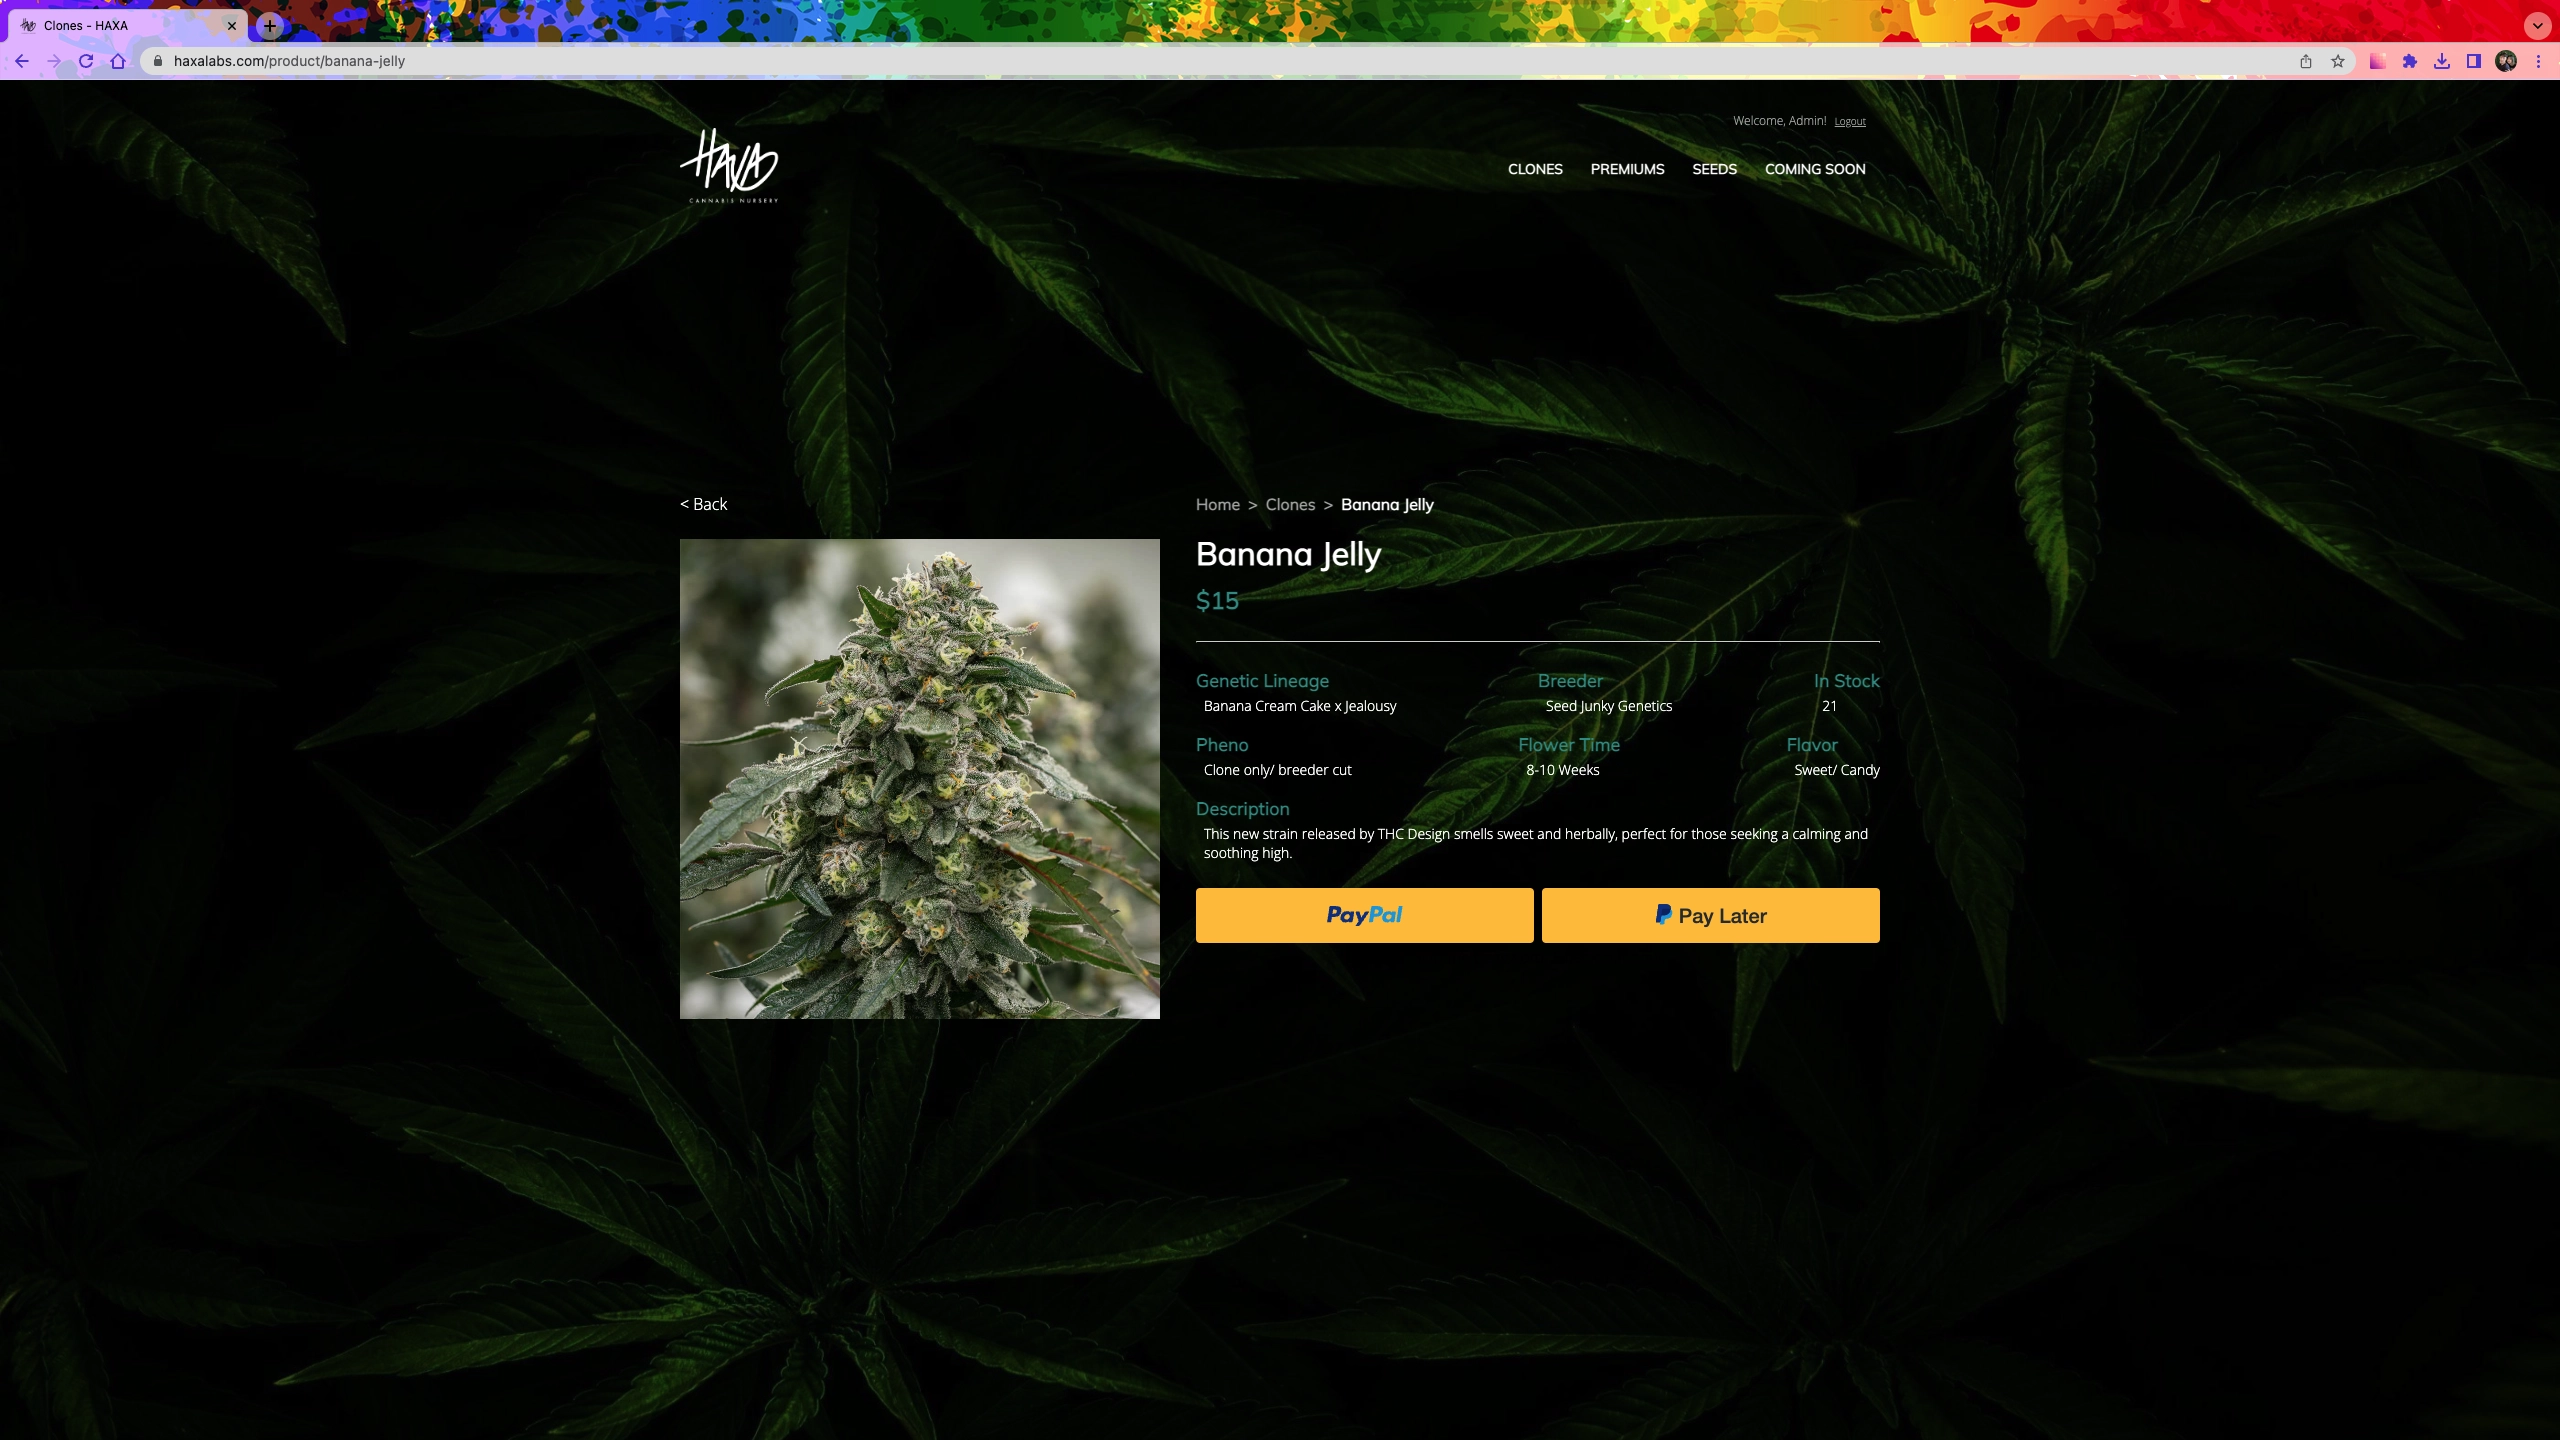 Clones - HAXA
haxalabs.com/product/banana-jelly
Welcome, Admin! Logout
HAXA
CANNABIS NURSERY
CLONES PREMIUMS SEEDS COMING SOON
< Back
Home > Clones > Banana Jelly
Banana Jelly
$15
Genetic Lineage Breeder In Stock
Banana Cream Cake x Jealousy Seed Junky Genetics 21
Pheno Flower Time Flavor
Clone only/ breeder cut 8-10 Weeks Sweet/ Candy
Description
This new strain released by THC Design smells sweet and herbally, perfect for those seeking a calming and
soothing high.
PayPal Pay Later